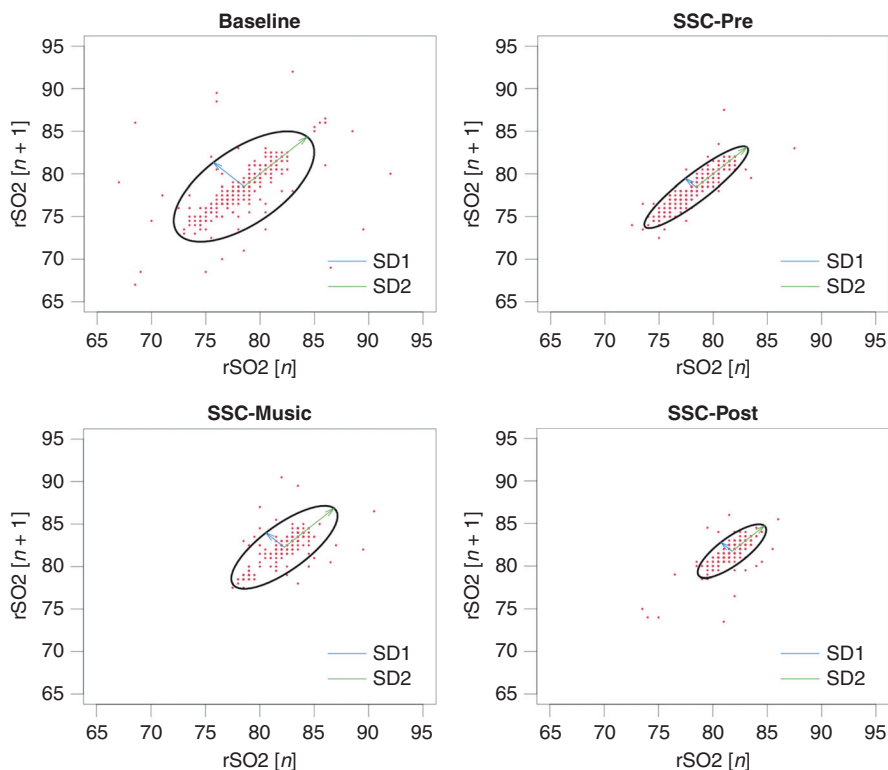 Baseline
95
90
85
80
75
70
65
rSO2 [n + 1]
SD1
SD2
65 70 75 80 85 90 95
rSO2 [n]
SSC-Pre
95
90
85
80
75
70
65
rSO2 [n + 1]
SD1
SD2
65 70 75 80 85 90 95
rSO2 [n]
SSC-Music
95
90
85
80
75
70
65
rSO2 [n + 1]
SD1
SD2
65 70 75 80 85 90 95
rSO2 [n]
SSC-Post
95
90
85
80
75
70
65
rSO2 [n + 1]
SD1
SD2
65 70 75 80 85 90 95
rSO2 [n]